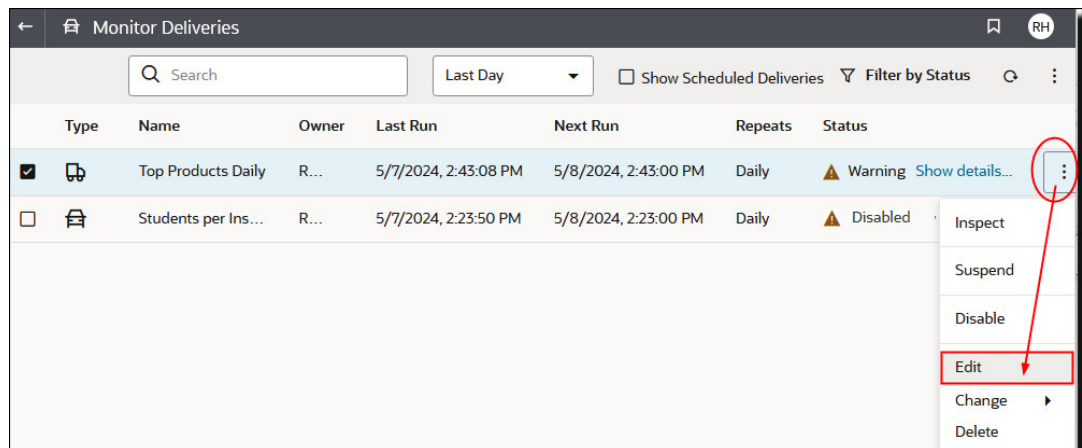 Monitor Deliveries RH
Search Last Day Show Scheduled Deliveries Filter by Status
Type Name Owner Last Run Next Run Repeats Status
Top Products Daily R... 5/7/2024, 2:43:08 PM 5/8/2024, 2:43:00 PM Daily Warning Show details...
Students per Ins... R... 5/7/2024, 2:23:50 PM 5/8/2024, 2:23:00 PM Daily Disabled
Inspect
Suspend
Disable
Edit
Change
Delete